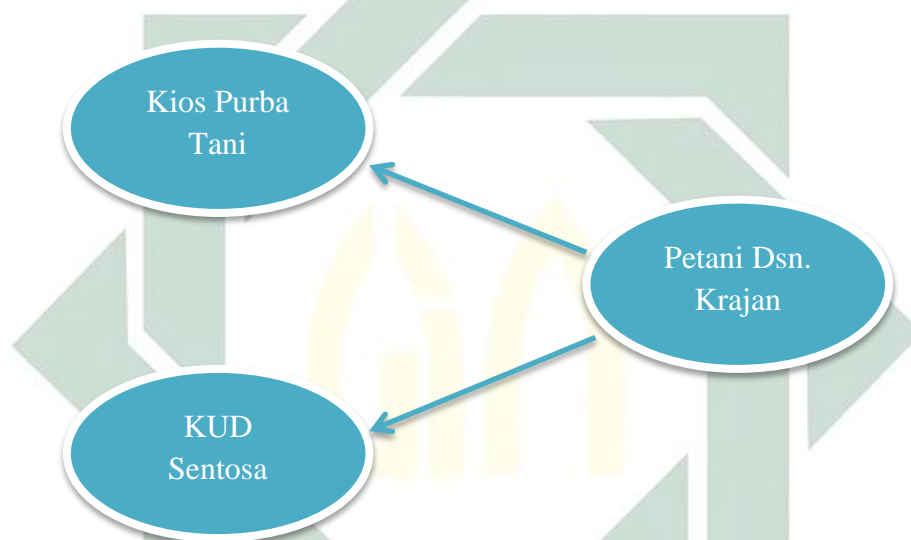 Kios Purba
Tani
Petani Dsn.
Krajan
KUD
Sentosa